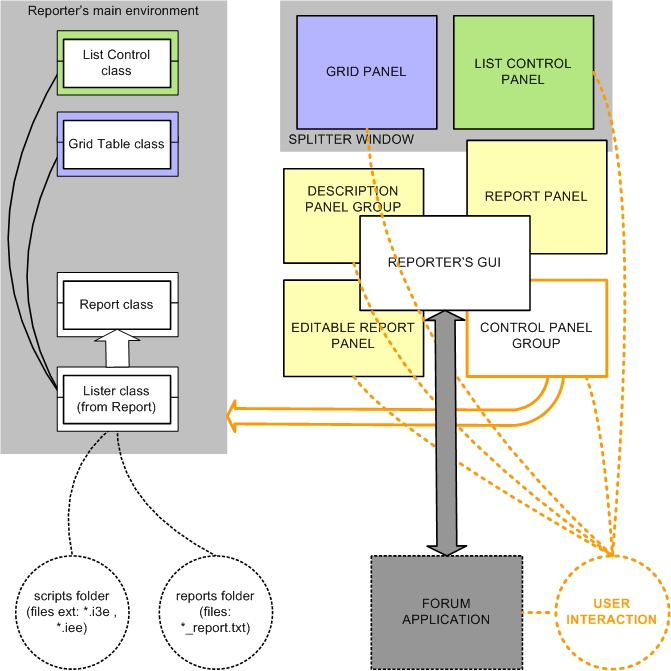 Reporter's main environment
List Control
class
Grid Table class
Report class
Lister class
(from Report)
scripts folder
(files ext: *.i3e ,
*.iee)
reports folder
(files:
*_report.txt)
GRID PANEL
LIST CONTROL
PANEL
SPLITTER WINDOW
DESCRIPTION
PANEL GROUP
REPORT PANEL
REPORTER'S GUI
EDITABLE REPORT
PANEL
CONTROL PANEL
GROUP
FORUM
APPLICATION
USER
INTERACTION